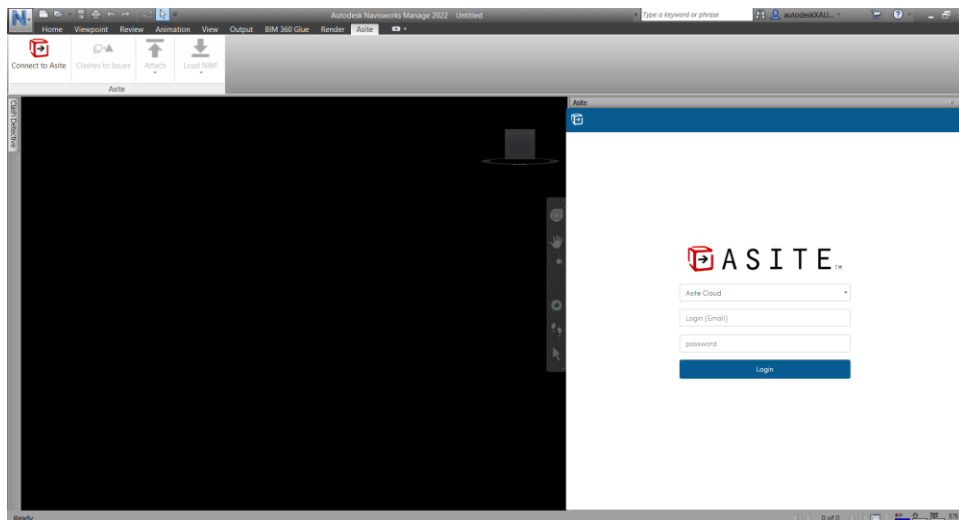 Autodesk Navisworks Manage 2022 Untitled
Type a keyword or phrase
autodeskXAU...
Home Viewpoint Review Animation View Output BIM 360 Glue Render Asite
Connect to Asite Clashes to Issues Attach Load NWF
Asite
Clash Detective
Asite
ASITE TM
Asite Cloud
Login (Email)
password
Login
Ready
0 of 0